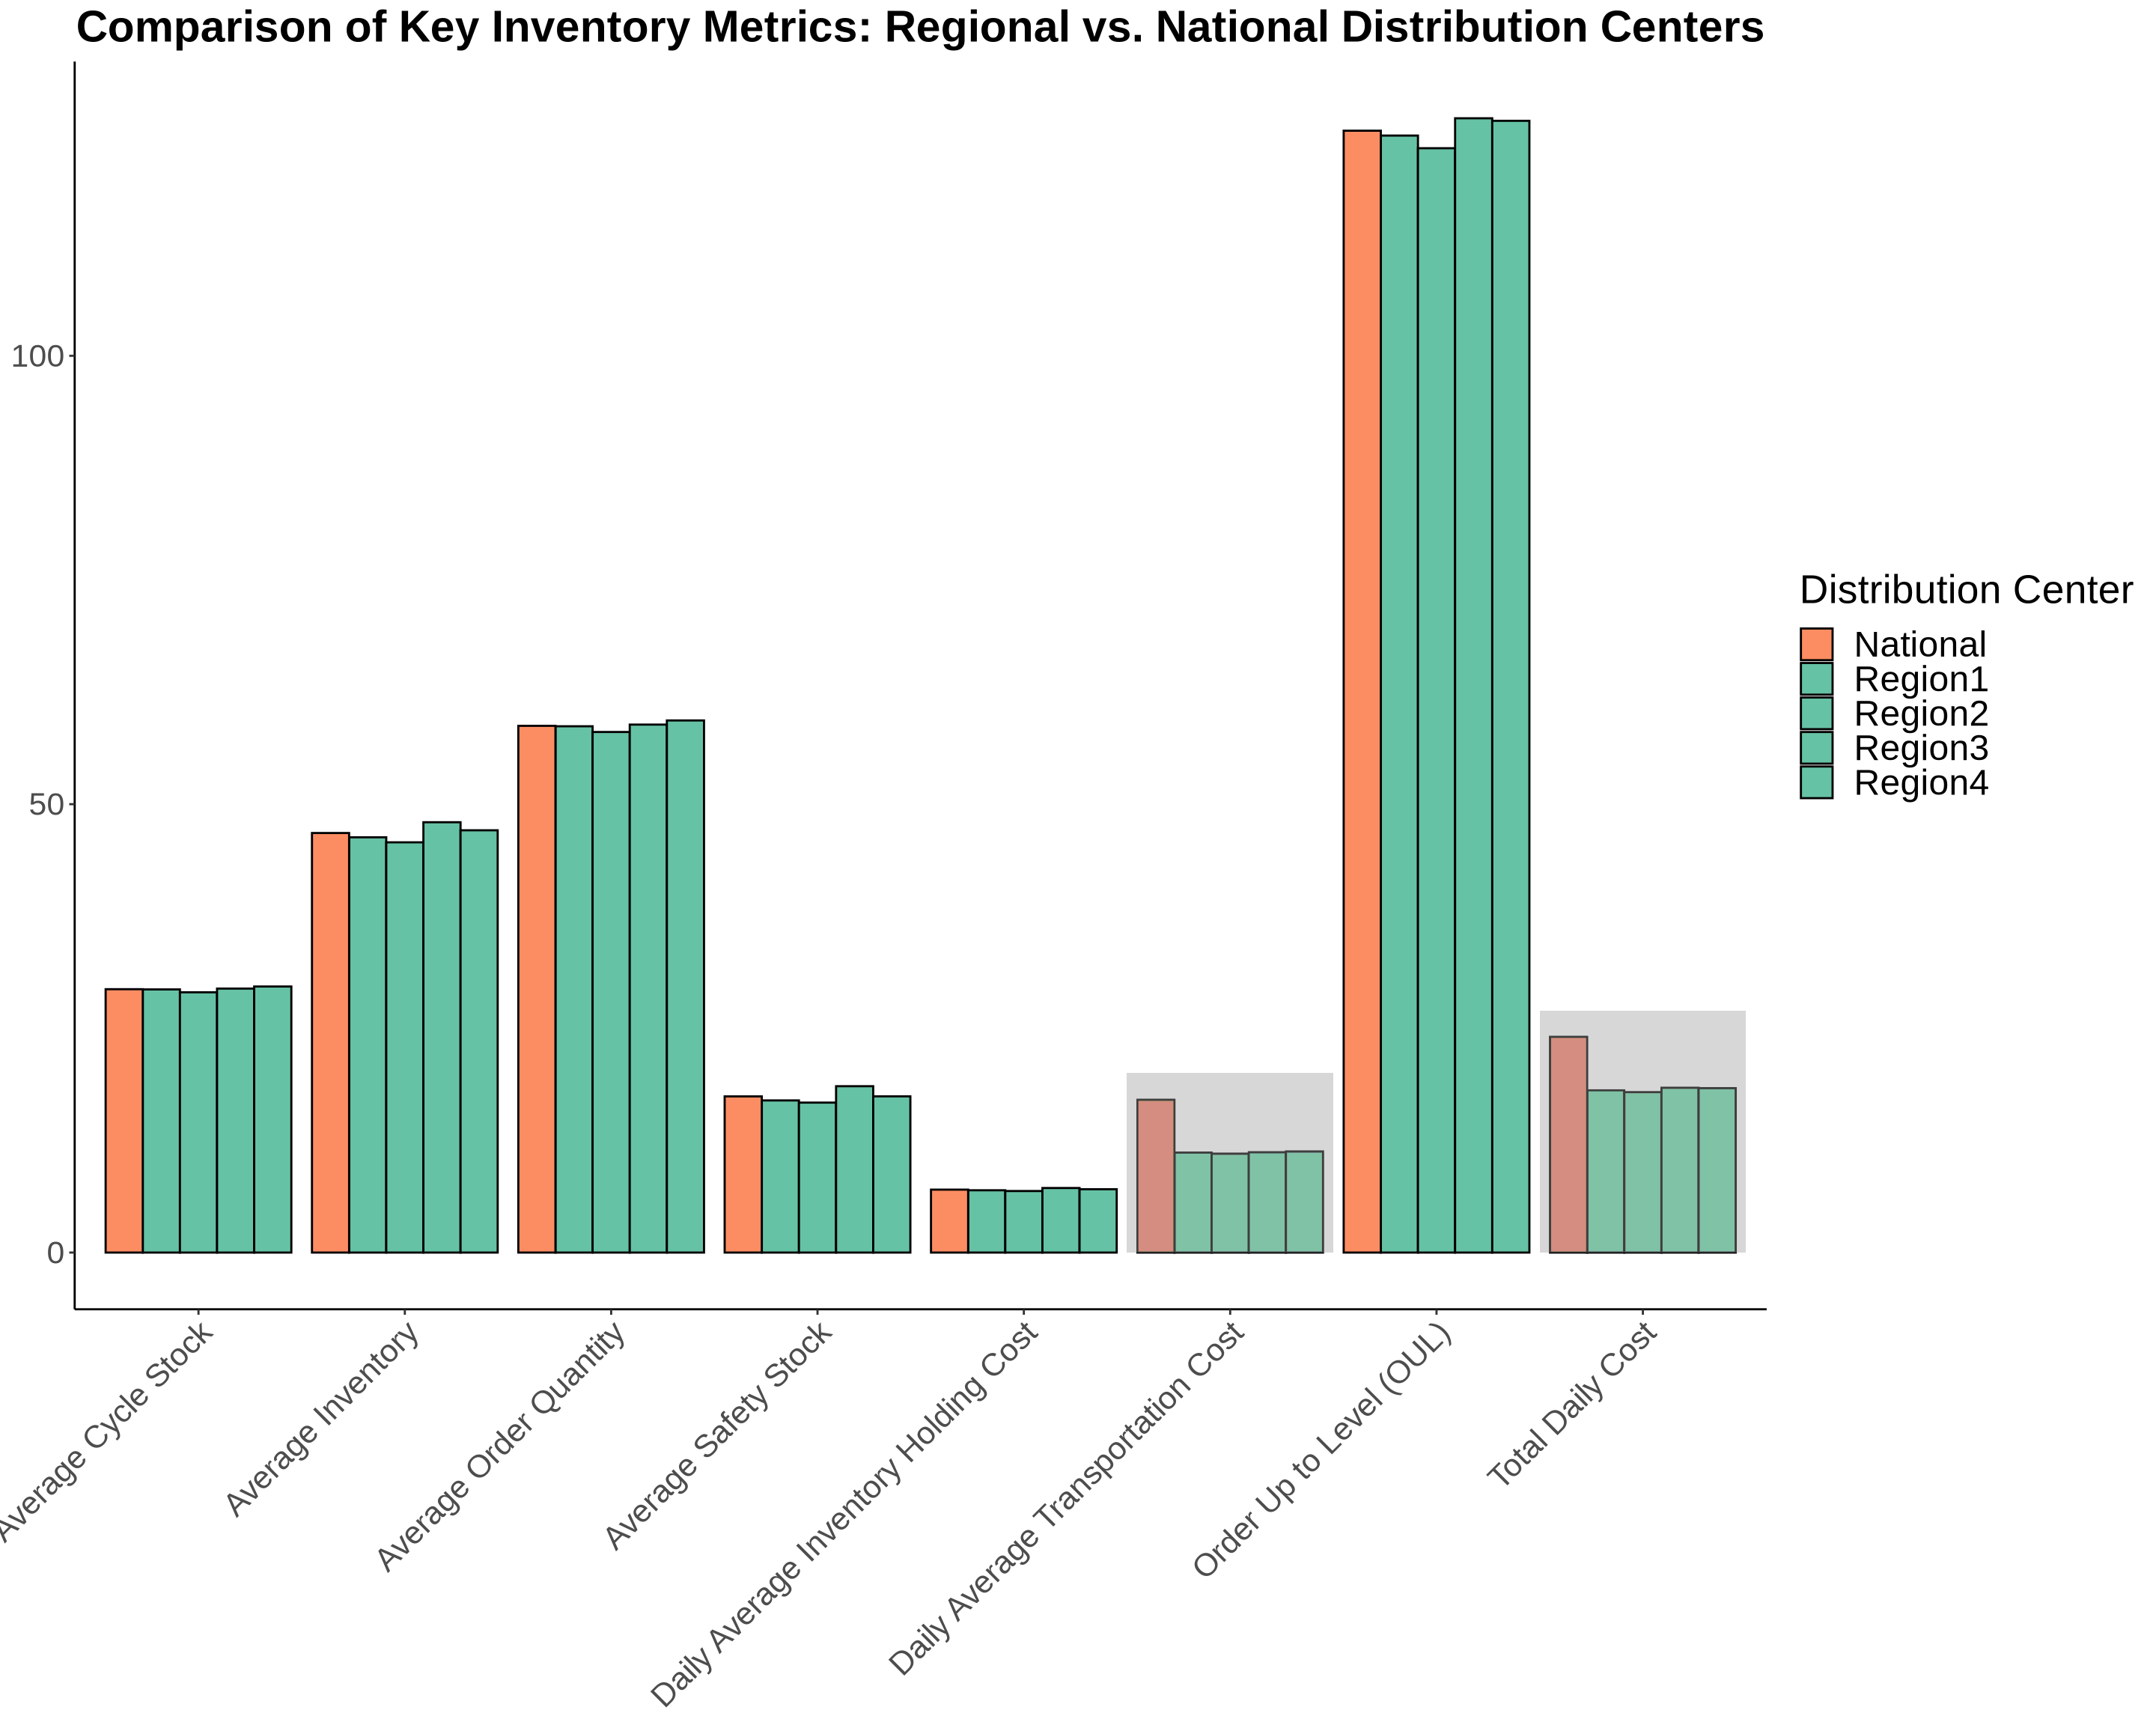 Comparison of Key Inventory Metrics: Regional vs. National Distribution Centers
100
50
0
Average Cycle Stock
Average Inventory
Average Order Quantity
Average Safety Stock
Daily Average Inventory Holding Cost
Daily Average Transportation Cost
Order Up to Level (OUL)
Total Daily Cost
Distribution Center
National
Region1
Region2
Region3
Region4